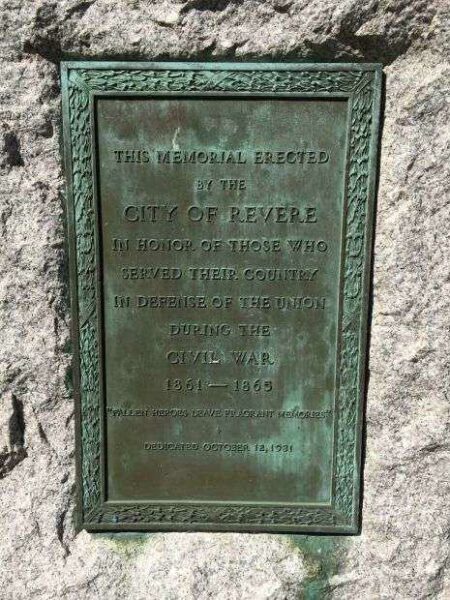 THIS MEMORIAL ERECTED
BY THE
CITY OF REVERE
IN HONOR OF THOSE WHO
SERVED THEIR COUNTRY
IN DEFENSE OF THE UNION
DURING THE
CIVIL WAR
1861 — 1865
"FALLEN HEROES LEAVE FRAGRANT MEMORIES"
DEDICATED OCTOBER 12, 1931